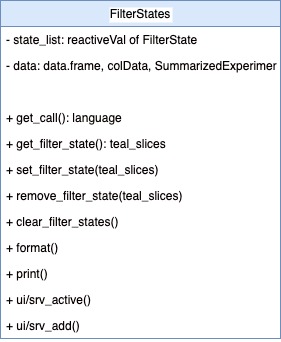 FilterStates
- state_list: reactiveVal of FilterState
- data: data.frame, colData, SummarizedExperimer
+ get_call(): language
+ get_filter_state(): teal_slices
+ set_filter_state(teal_slices)
+ remove_filter_state(teal_slices)
+ clear_filter_states()
+ format()
+ print()
+ ui/srv_active()
+ ui/srv_add()